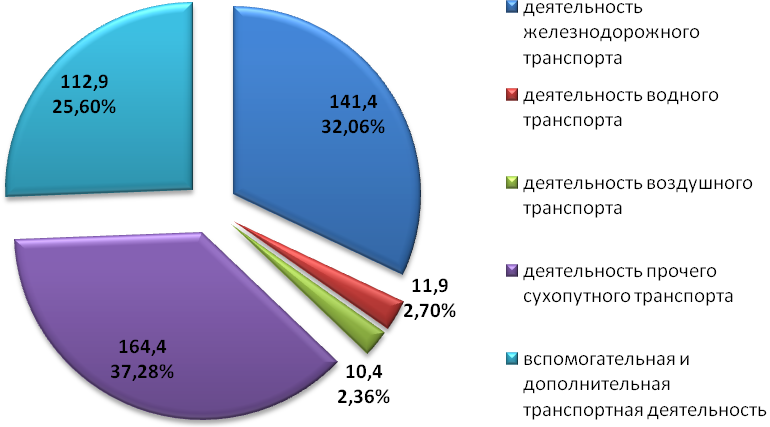 112,9
25,60%
141,4
32,06%
11,9
2,70%
10,4
2,36%
164,4
37,28%
деятельность
железнодорожного
транспорта
деятельность водного
транспорта
деятельность воздушного
транспорта
деятельность прочего
сухопутного транспорта
вспомогательная и
дополнительная
транспортная деятельность